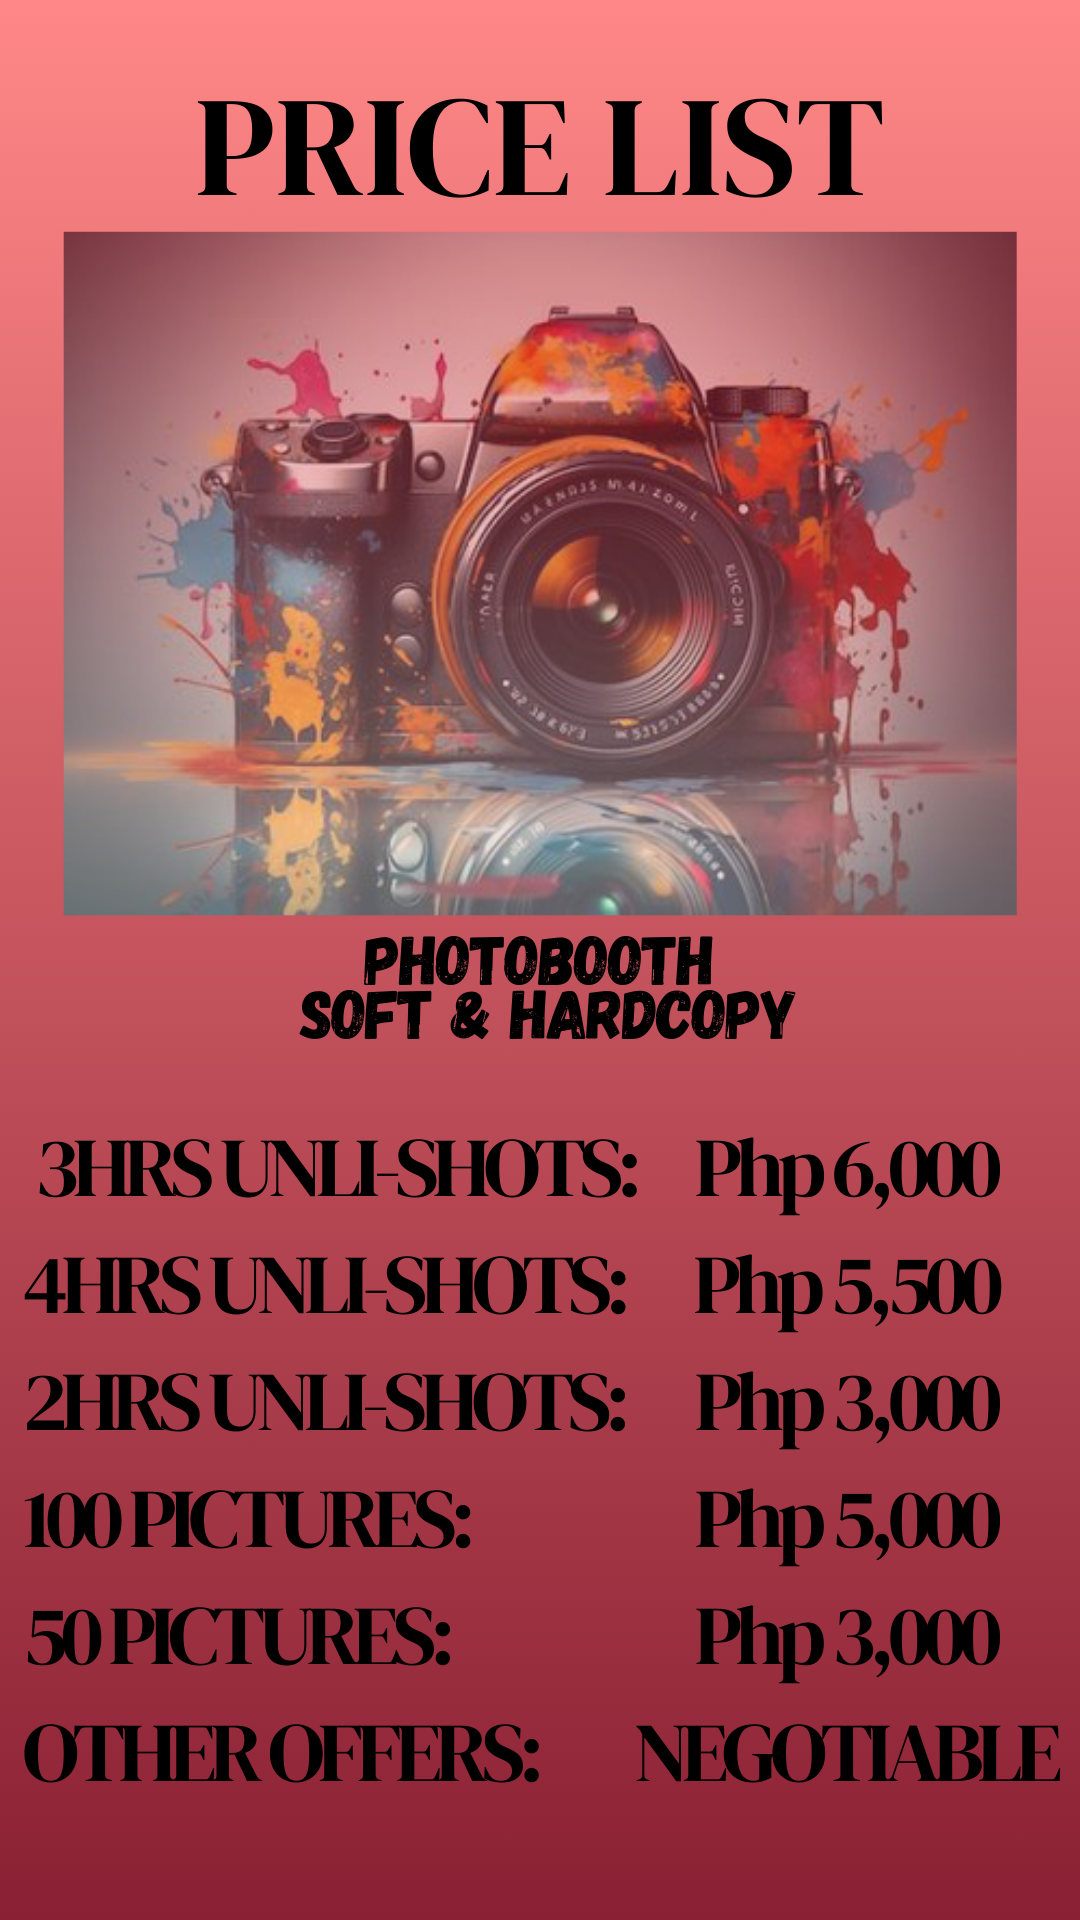 PRICE LIST
PHOTOBOOTH
SOFT & HARDCOPY
3HRS UNLI-SHOTS: Php 6,000
4HRS UNLI-SHOTS: Php 5,500
2HRS UNLI-SHOTS: Php 3,000
100 PICTURES: Php 5,000
50 PICTURES: Php 3,000
OTHER OFFERS: NEGOTIABLE